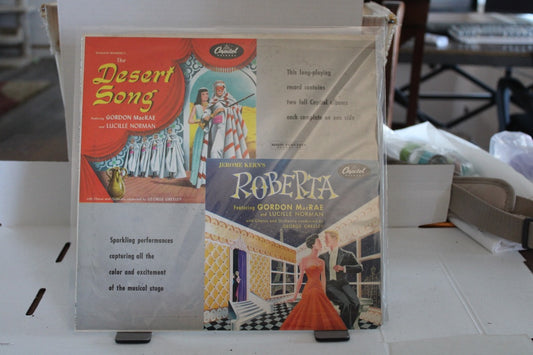 The
Desert
Song
Featuring GORDON MacRAE
and LUCILLE NORMAN
Capitol
This long-playing
record contains
two full Capitol albums
each complete on one side
JEROME KERN'S
ROBERTA
Featuring GORDON MacRAE
and LUCILLE NORMAN
GEORGE GREELEY
Capitol
Sparkling performances
capturing all the
color and excitement
of the musical stage